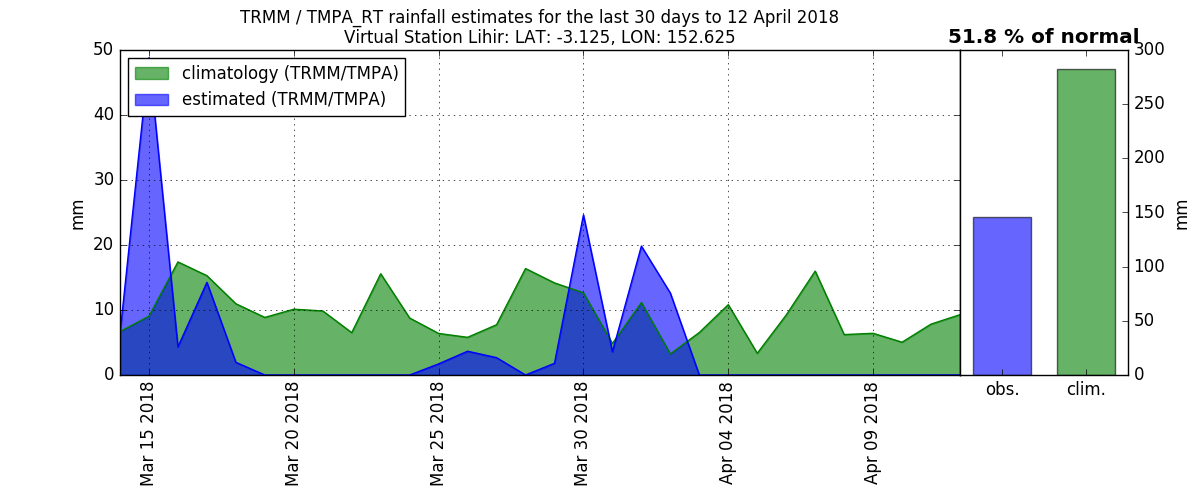 TRMM / TMPA_RT rainfall estimates for the last 30 days to 12 April 2018
Virtual Station Lihir: LAT: -3.125, LON: 152.625
51.8 % of normal
climatology (TRMM/TMPA)
estimated (TRMM/TMPA)
50
40
30
20
10
0
mm
Mar 15 2018
Mar 20 2018
Mar 25 2018
Mar 30 2018
Apr 04 2018
Apr 09 2018
300
250
200
150
100
50
0
mm
obs.
clim.